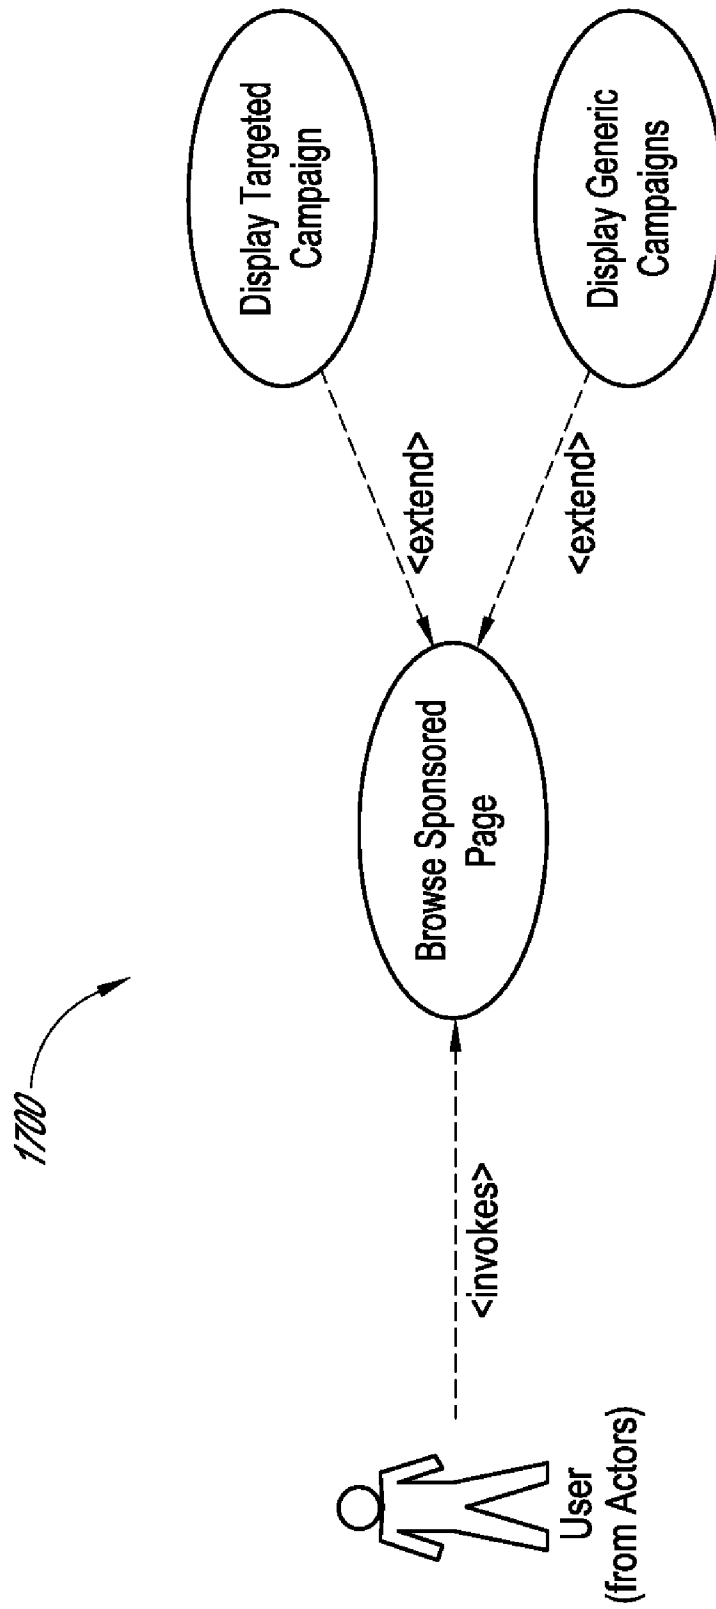 1700
User
(from Actors)
<invokes>
Browse Sponsored
Page
<extend>
<extend>
Display Targeted
Campaign
Display Generic
Campaigns